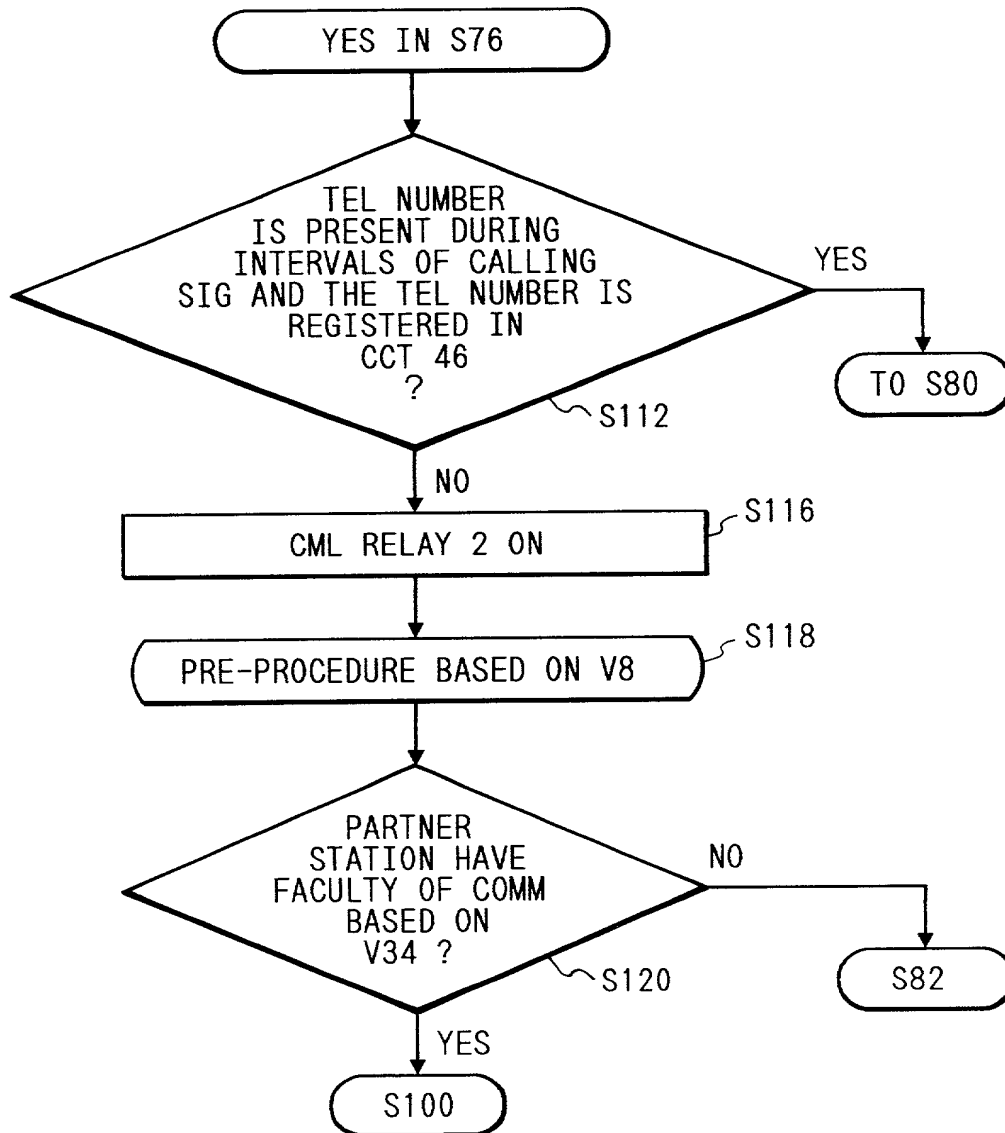 YES IN S76
TEL NUMBER
IS PRESENT DURING
INTERVALS OF CALLING
SIG AND THE TEL NUMBER IS
REGISTERED IN
CCT 46
?
YES
TO S80
S112
NO
S116
CML RELAY 2 ON
S118
PRE-PROCEDURE BASED ON V8
PARTNER
STATION HAVE
FACULTY OF COMM
BASED ON
V34 ?
NO
S82
S120
YES
S100